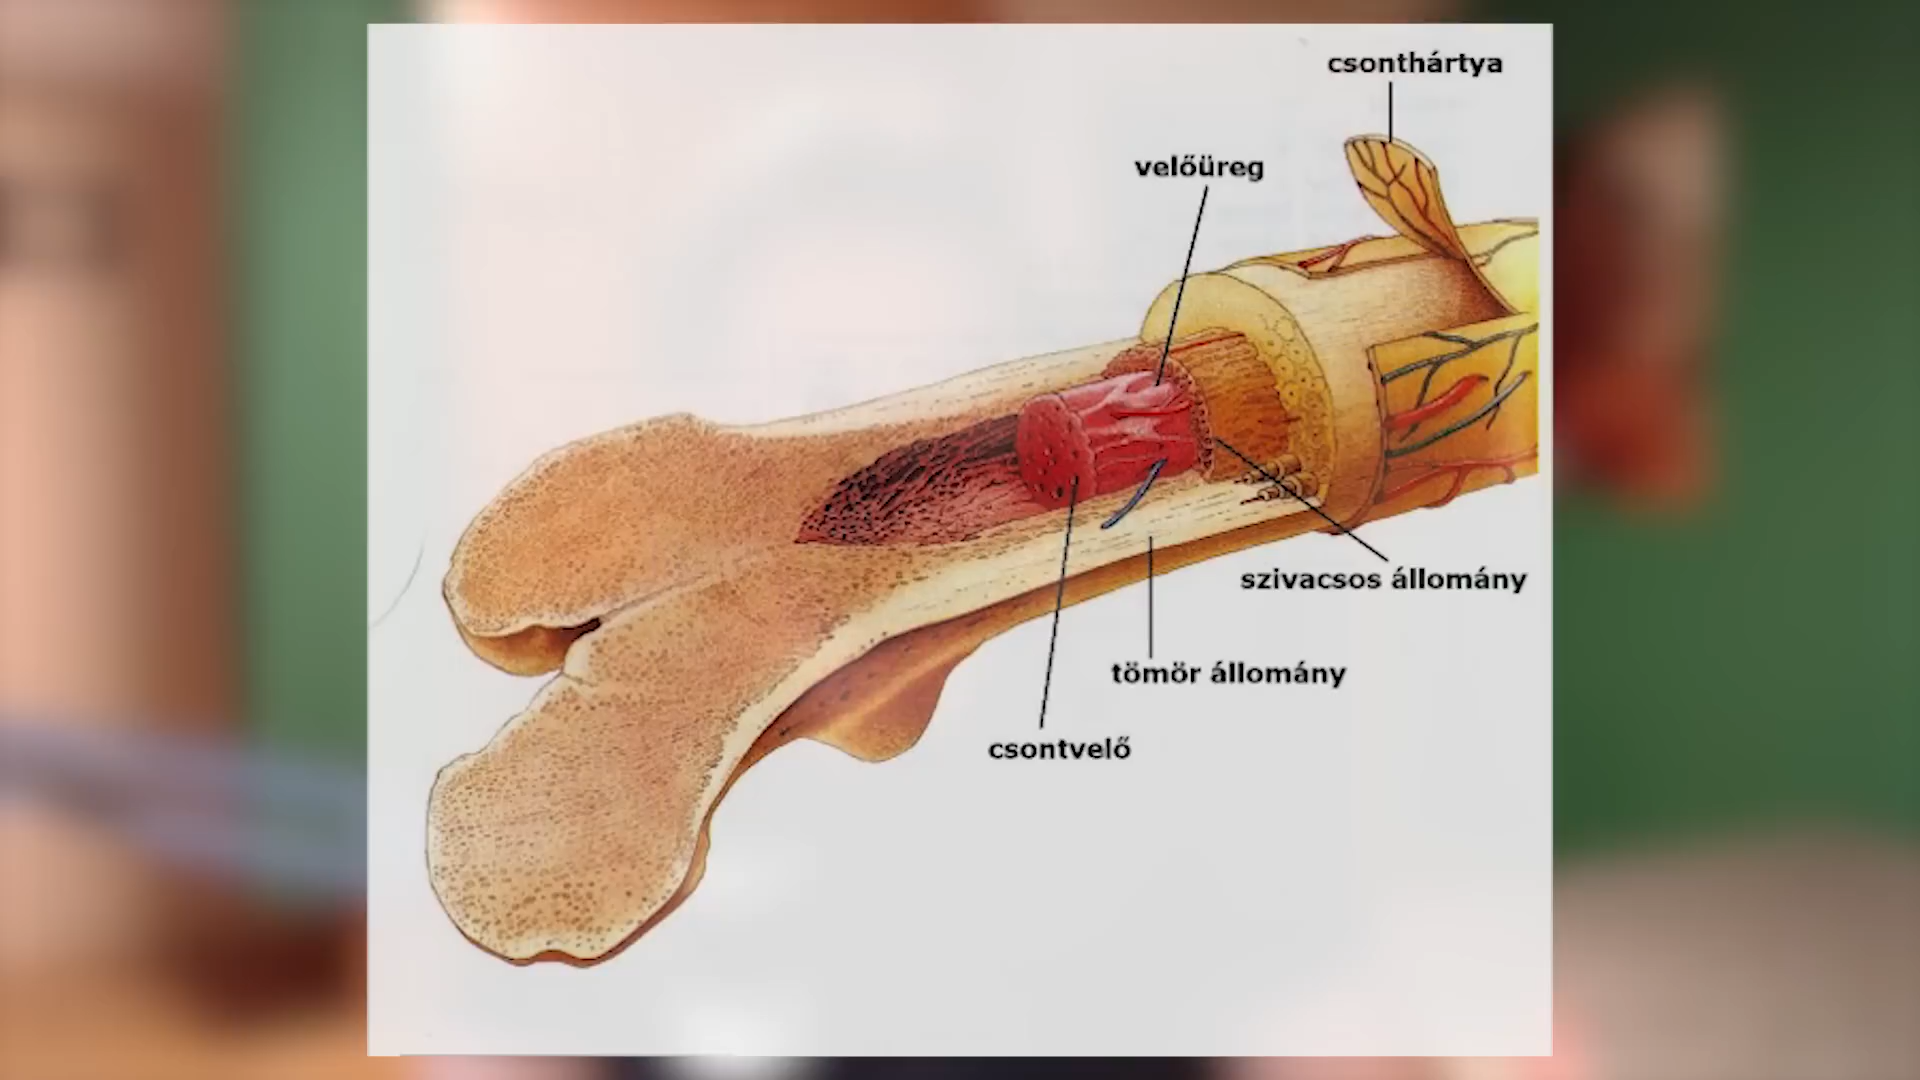 csonthártya
velőüreg
szivacsos állomány
tömör állomány
csontvelő